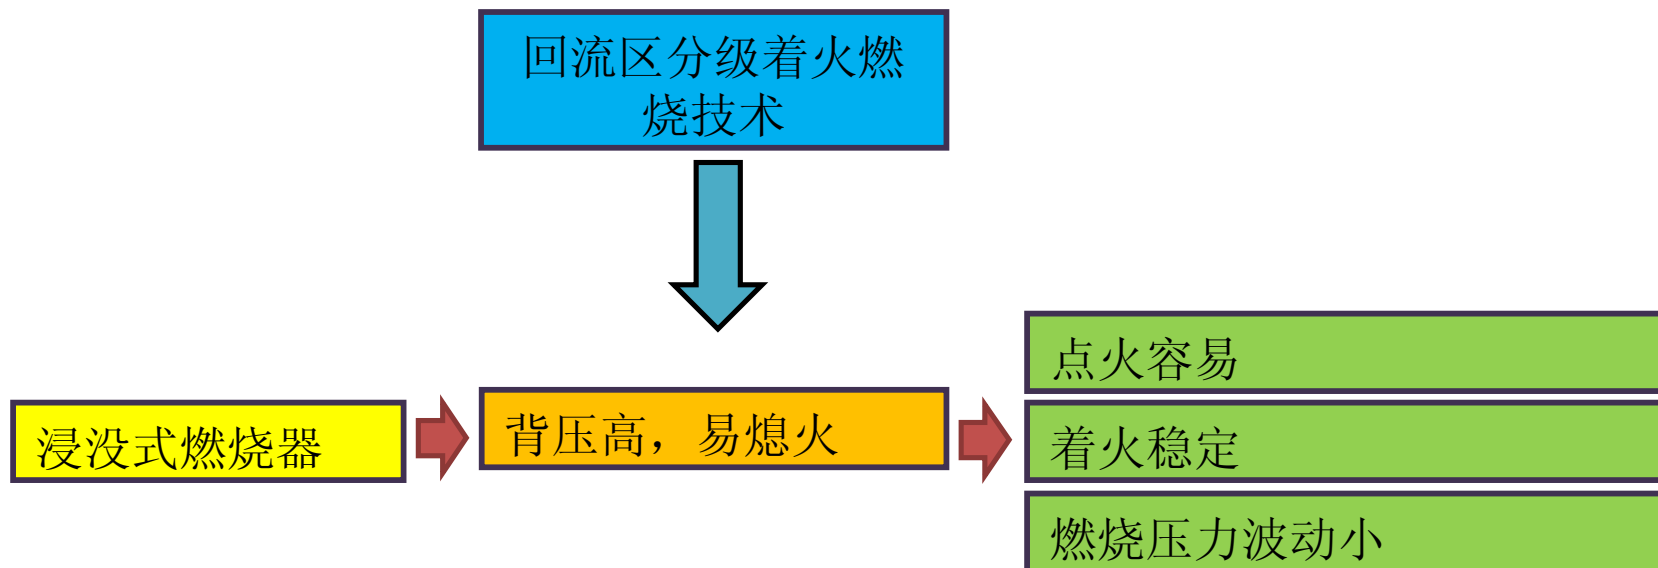 回流区分级着火燃
烧技术
点火容易
浸没式燃烧器
背压高，易熄火
着火稳定
燃烧压力波动小